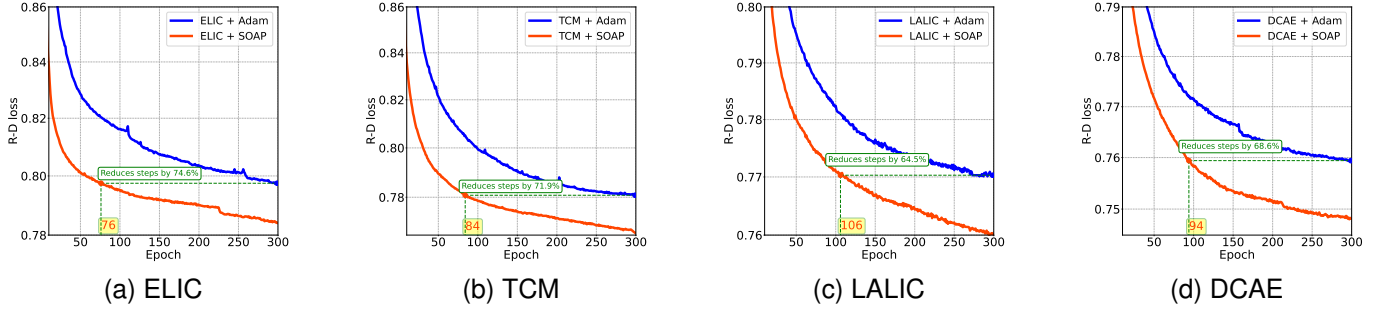 0.86
0.84
0.82
0.80
0.78
R-D loss
ELIC + Adam
ELIC + SOAP
Reduces steps by 74.6%
76
50 100 150 200 250 300
Epoch
(a) ELIC
0.86
0.84
0.82
0.80
0.78
R-D loss
TCM + Adam
TCM + SOAP
Reduces steps by 71.9%
84
50 100 150 200 250 300
Epoch
(b) TCM
0.80
0.79
0.78
0.77
0.76
R-D loss
LALIC + Adam
LALIC + SOAP
Reduces steps by 64.5%
106
50 100 150 200 250 300
Epoch
(c) LALIC
0.79
0.78
0.77
0.76
0.75
R-D loss
DCAE + Adam
DCAE + SOAP
Reduces steps by 68.6%
94
50 100 150 200 250 300
Epoch
(d) DCAE